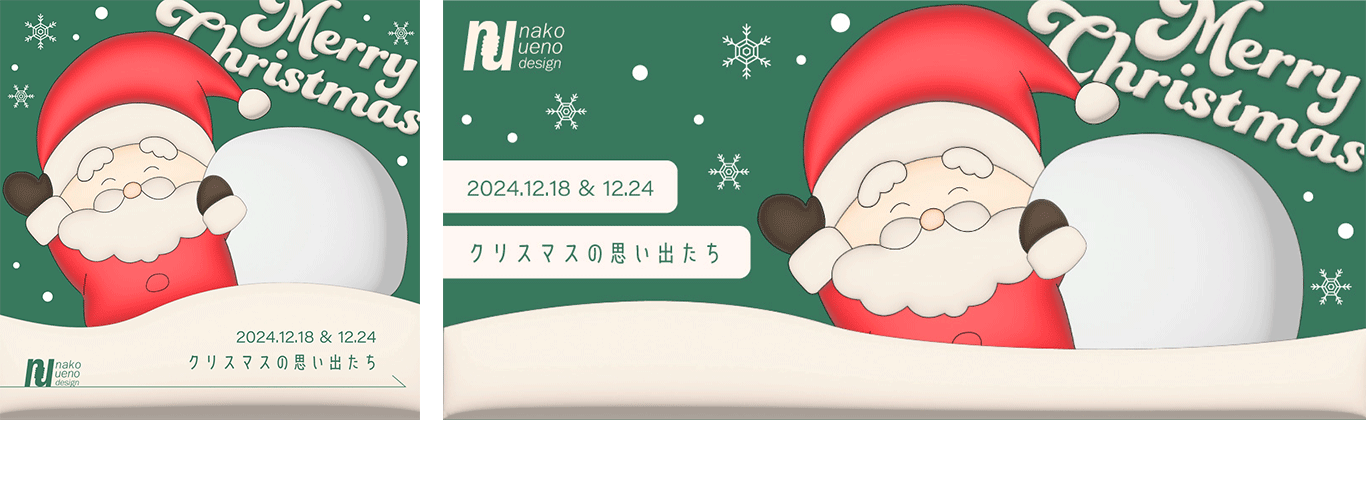 Merry
Christmas
2024.12.18 & 12.24
クリスマスの思い出たち
nako
ueno
design
nako
ueno
design
Merry
Christmas
2024.12.18 & 12.24
クリスマスの思い出たち